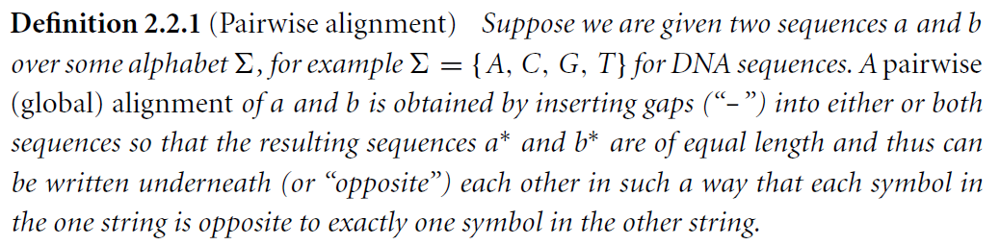 Definition 2.2.1 (Pairwise alignment) Suppose we are given two sequences a and b
over some alphabet Σ, for example Σ = {A, C, G, T} for DNA sequences. A pairwise
(global) alignment of a and b is obtained by inserting gaps (“–”) into either or both
sequences so that the resulting sequences a* and b* are of equal length and thus can
be written underneath (or “opposite”) each other in such a way that each symbol in
the one string is opposite to exactly one symbol in the other string.